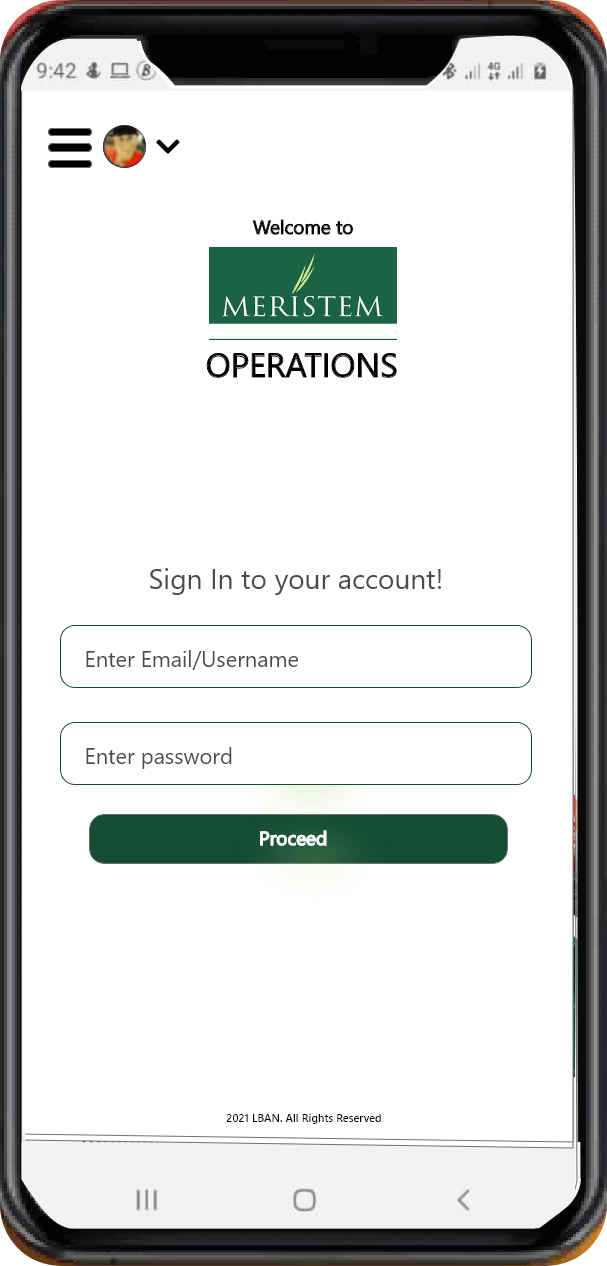 9:42
4G
Welcome to
MERISTEM
OPERATIONS
Sign In to your account!
Enter Email/Username
Enter password
Proceed
2021 LBAN. All Rights Reserved